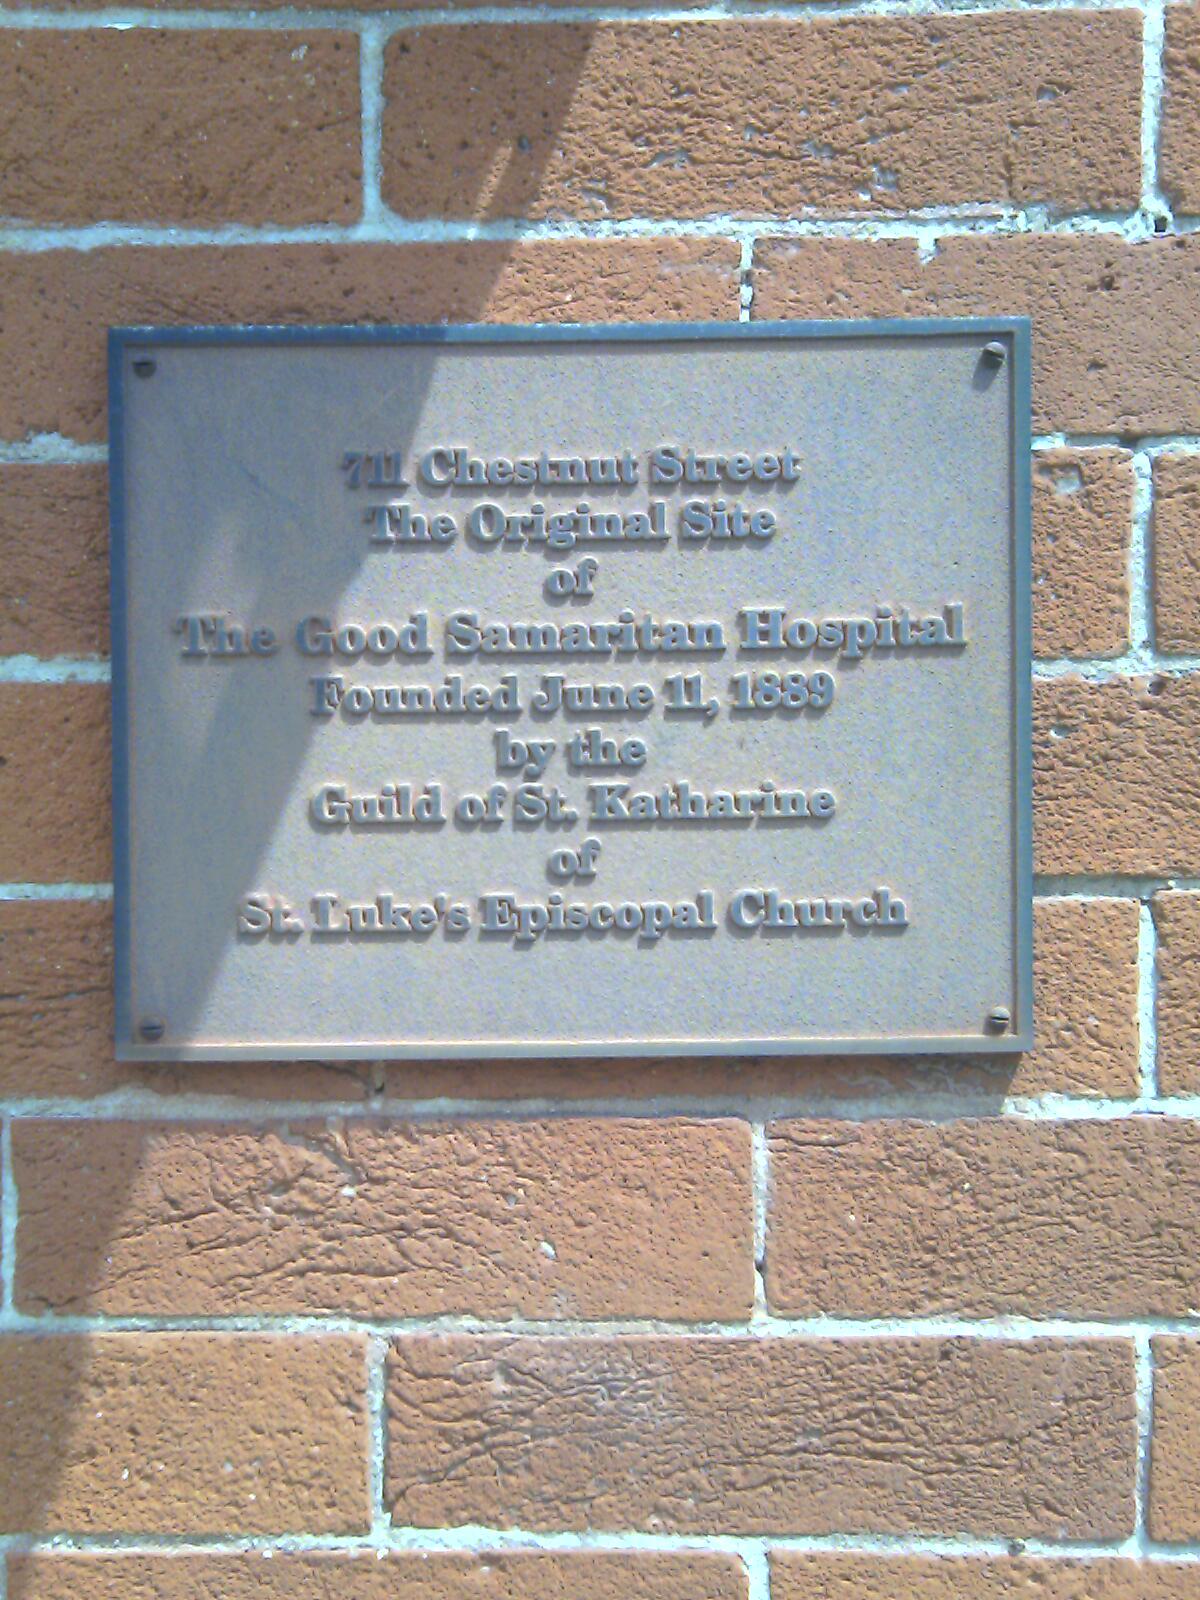 711 Chestnut Street
The Original Site
of
The Good Samaritan Hospital
Founded June 11, 1889
by the
Guild of St. Katharine
of
St. Luke's Episcopal Church